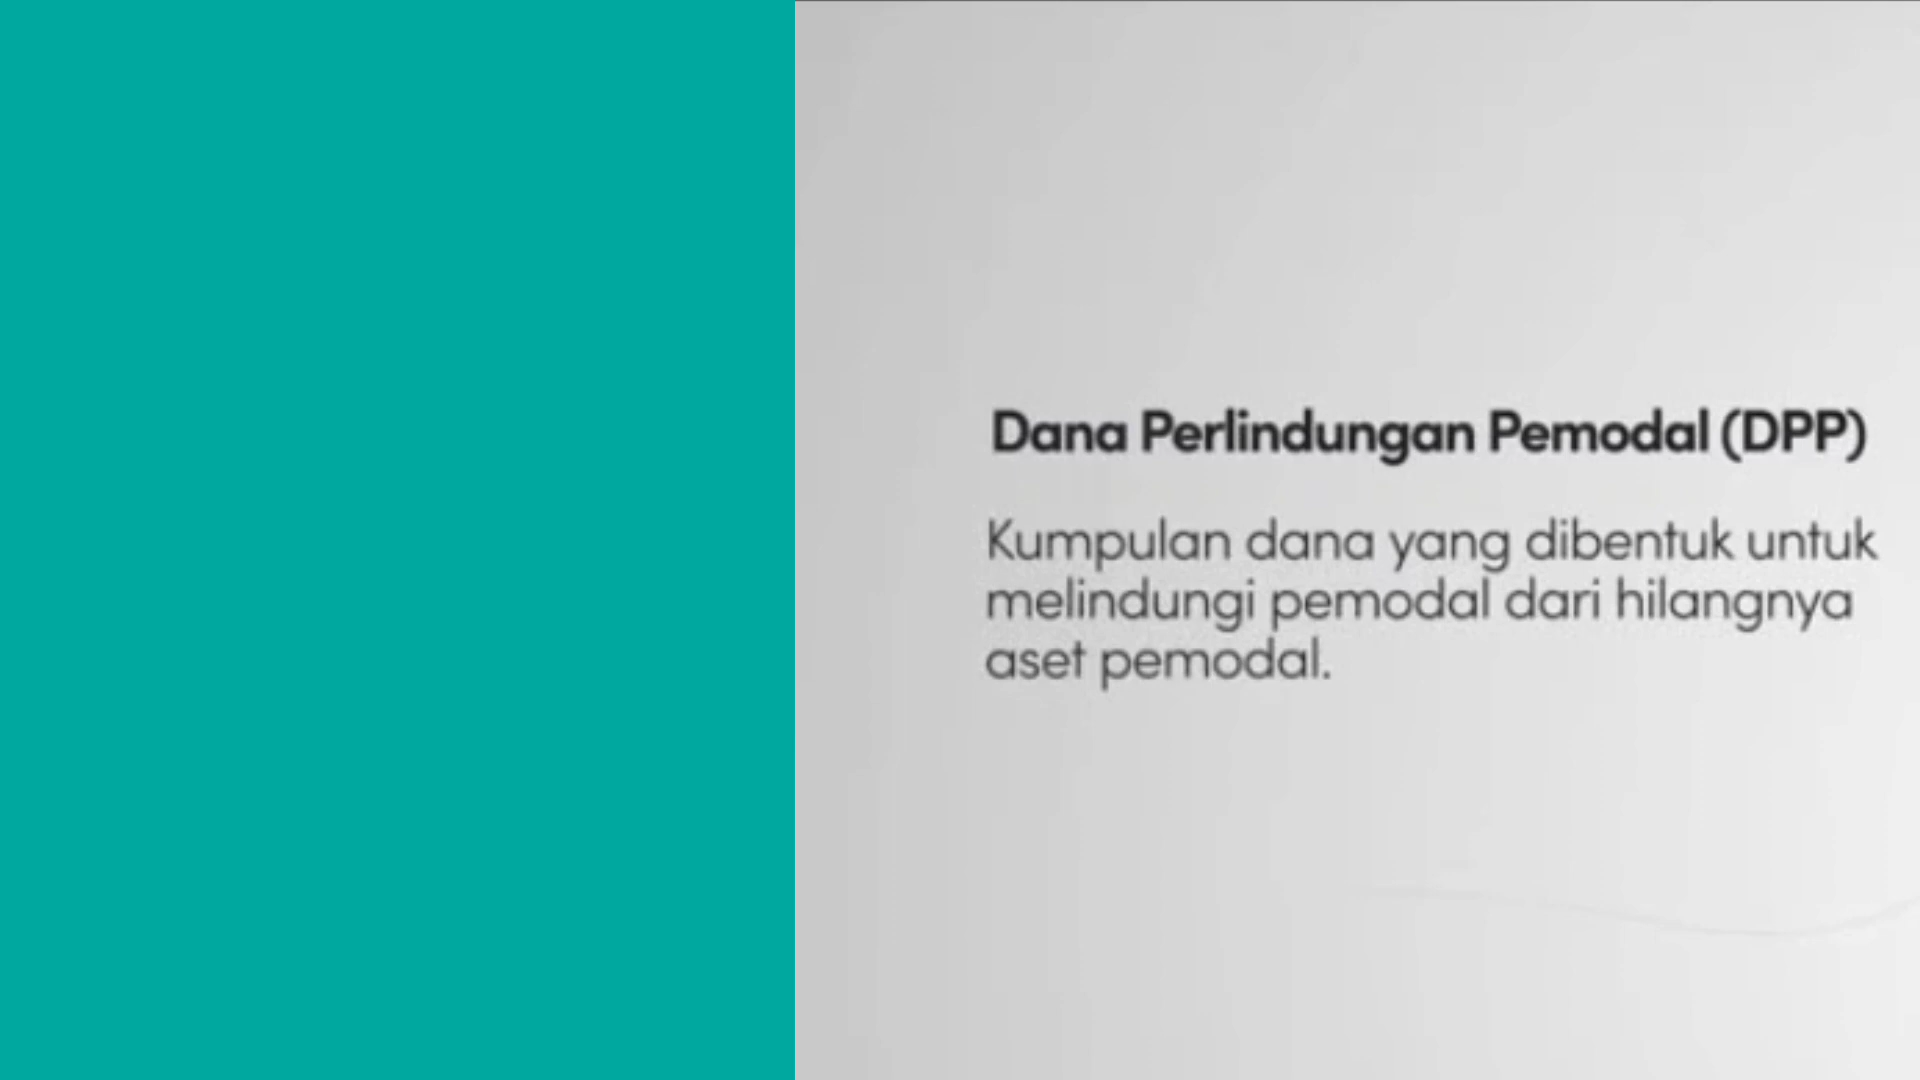 Dana Perlindungan Pemodal (DPP)
Kumpulan dana yang dibentuk untuk
melindungi pemodal dari hilangnya
aset pemodal.